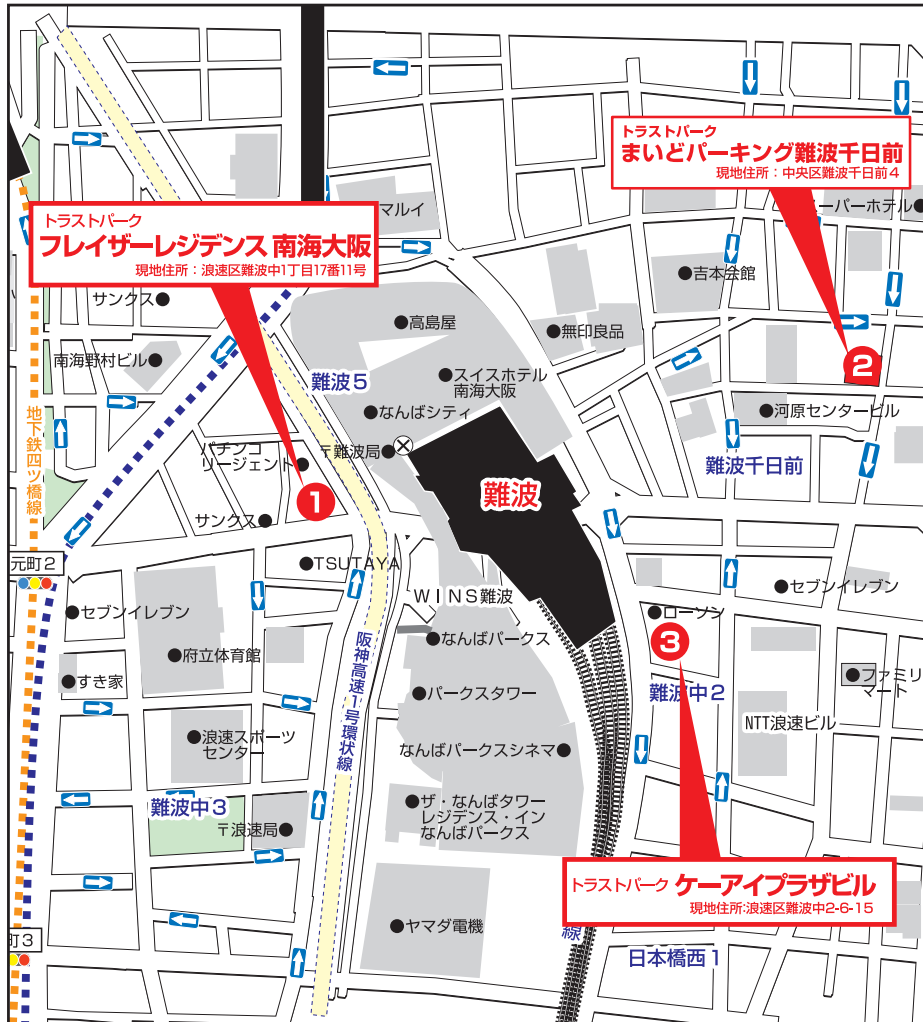 トラストパーク
まいどパーキング難波千日前
現地住所：中央区難波千日前4
マルイ
ーパーホテル
トラストパーク
フレイザーレジデンス 南海大阪
現地住所：浪速区難波中1丁目17番11号
吉本会館
サンクス
高島屋
無印良品
南海野村ビル
難波5
スイスホテル
南海大阪
2
なんばシティ
河原センタービル
地下鉄四ツ橋線
パチンコ
リージェント
〒難波局
難波千日前
難波
1
サンクス
元町2
TSUTAYA
セブンイレブン
WINS難波
セブンイレブン
ローソン
なんばパークス
3
府立体育館
阪神高速1号環状線
すき家
パークスタワー
難波中2
ファミリ
マート
NTT浪速ビル
浪速スポーツ
センター
なんばパークスシネマ
難波中3
ザ・なんばタワー
レジデンス・イン
なんばパークス
〒浪速局
トラストパーク ケーアイプラザビル
現地住所:浪速区難波中2-6-15
ヤマダ電機
線
町3
日本橋西1